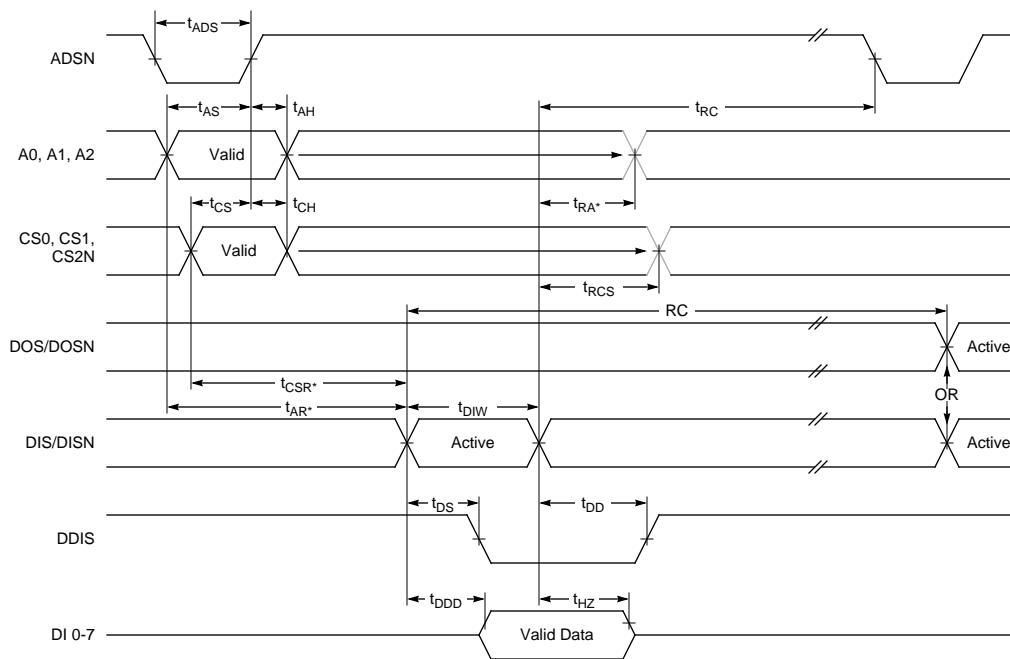 tADS
ADSN
tAS
tAH
tRC
A0, A1, A2
Valid
tCS
tCH
tRA*
CS0, CS1,
CS2N
Valid
tRCS
RC
DOS/DOSN
Active
tCSR*
OR
tAR*
tDIW
DIS/DISN
Active
Active
tDS
tDD
DDIS
tDDD
tHZ
DI 0-7
Valid Data